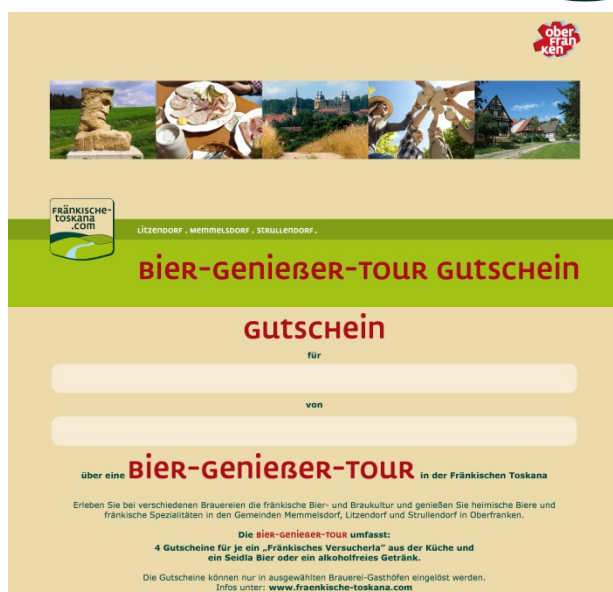 ober
Fran
ken
fränkische-
toskana
.com
Litzendorf . Memmelsdorf . Strullendorf .
Bier-Genießer-Tour Gutschein
Gutschein
für
von
über eine Bier-Genießer-Tour in der Fränkischen Toskana
Erleben Sie bei verschiedenen Brauereien die fränkische Bier- und Braukultur und genießen Sie heimische Biere und
fränkische Spezialitäten in den Gemeinden Memmelsdorf, Litzendorf und Strullendorf in Oberfranken.
Die Bier-Genießer-Tour umfasst:
4 Gutscheine für je ein „Fränkisches Versucherla“ aus der Küche und
ein Seidla Bier oder ein alkoholfreies Getränk.
Die Gutscheine können nur in ausgewählten Brauerei-Gasthöfen eingelöst werden.
Infos unter: www.fraenkische-toskana.com